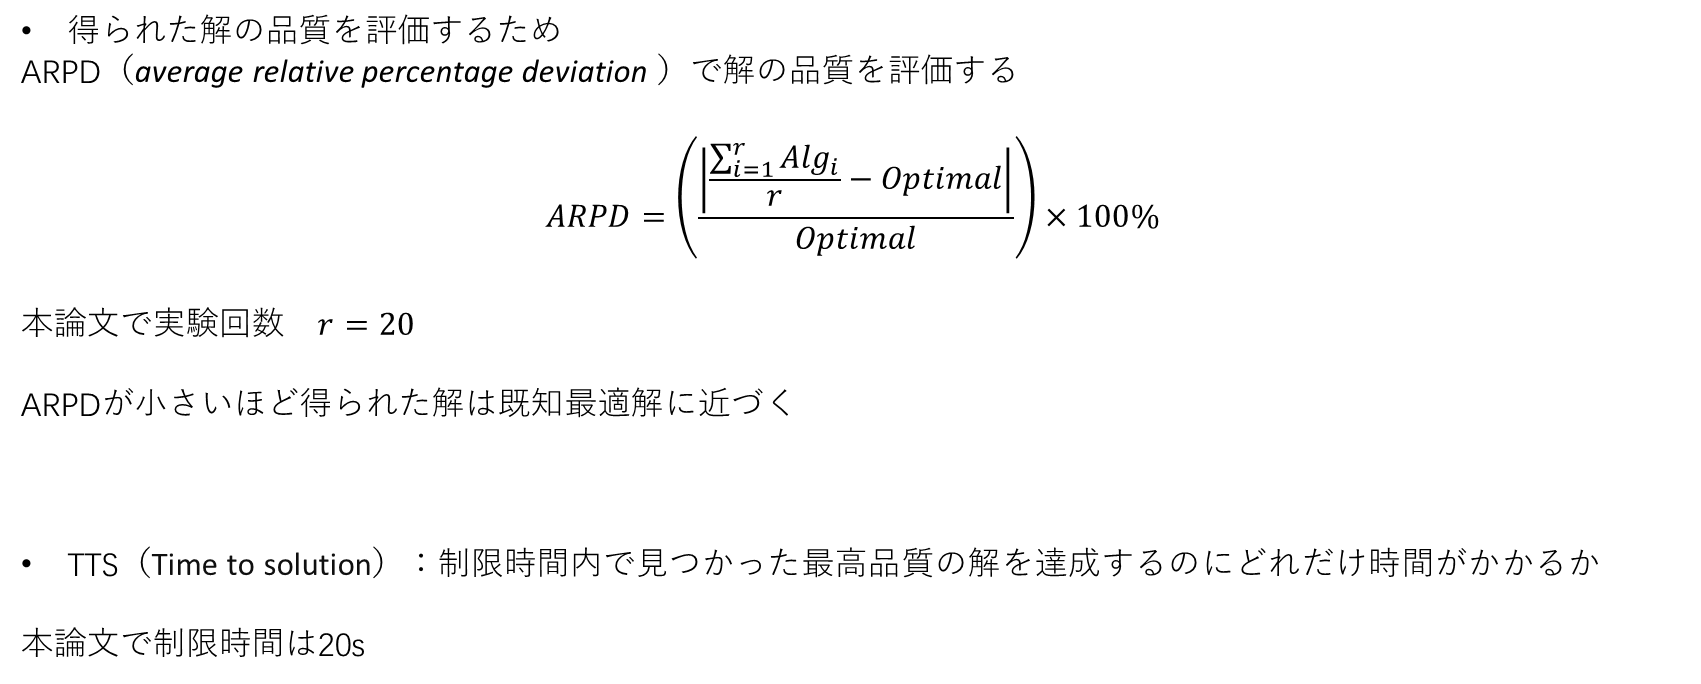 • 得られた解の品質を評価するため
ARPD（average relative percentage deviation ）で解の品質を評価する
ARPD = (|∑_{i=1}^{r} Alg_i / r − Optimal| / Optimal) × 100%
本論文で実験回数　r = 20
ARPDが小さいほど得られた解は既知最適解に近づく
• TTS（Time to solution）：制限時間内で見つかった最高品質の解を達成するのにどれだけ時間がかかるか
本論文で制限時間は20s